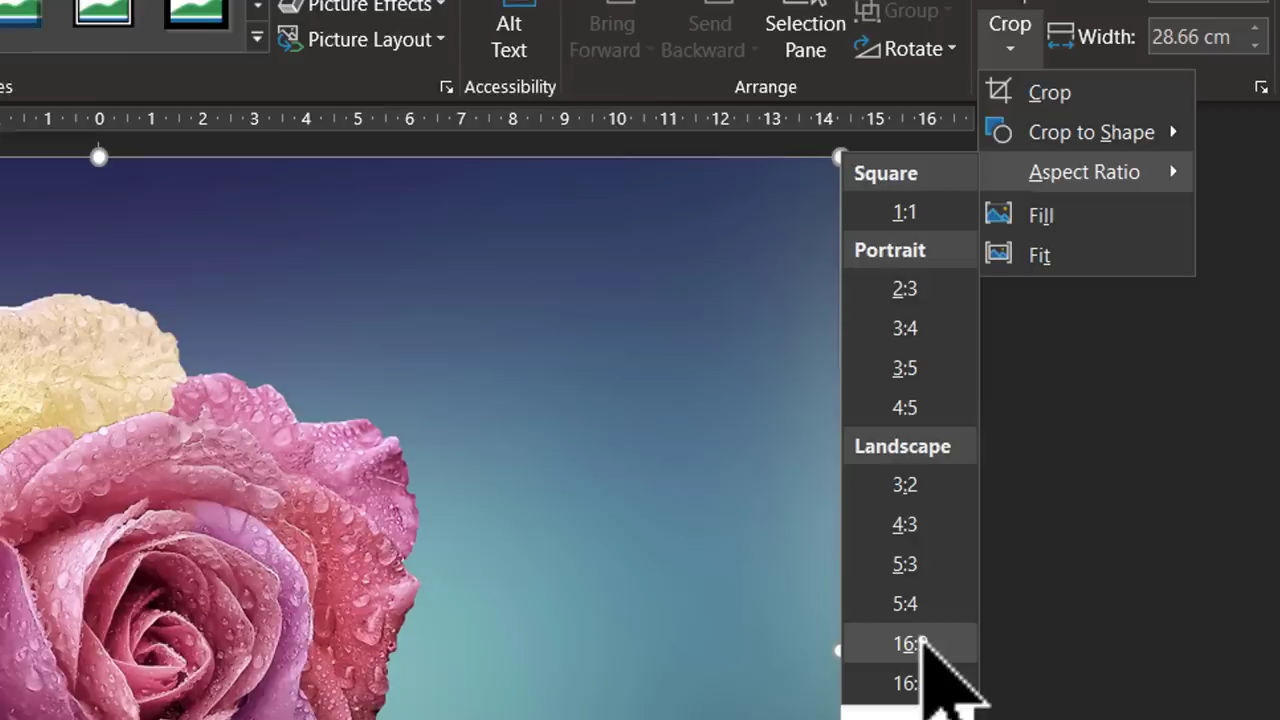 Picture Effects
Picture Layout
Alt
Text
Bring
Forward
Send
Backward
Selection
Pane
Group
Rotate
Crop
Width:
28.66 cm
es
Accessibility
Arrange
1 0 1 2 3 4 5 6 7 8 9 10 11 12 13 14 15 16
Crop
Crop to Shape
Aspect Ratio
Fill
Fit
Square
1:1
Portrait
2:3
3:4
3:5
4:5
Landscape
3:2
4:3
5:3
5:4
16:
16: